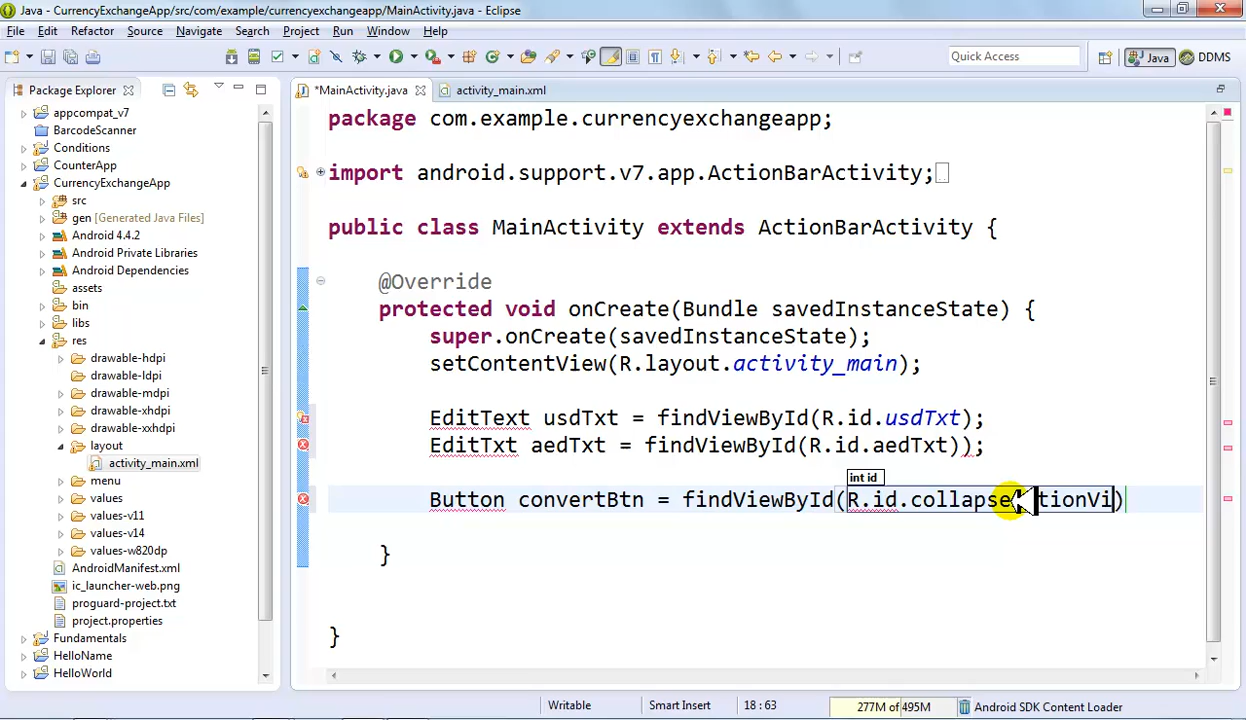 Java - CurrencyExchangeApp/src/com/example/currencyexchangeapp/MainActivity.java - Eclipse
File Edit Refactor Source Navigate Search Project Run Window Help
Quick Access Java DDMS
Package Explorer *MainActivity.java activity_main.xml
appcompat_v7
BarcodeScanner
Conditions
CounterApp
CurrencyExchangeApp
src
gen [Generated Java Files]
Android 4.4.2
Android Private Libraries
Android Dependencies
assets
bin
libs
res
drawable-hdpi
drawable-ldpi
drawable-mdpi
drawable-xhdpi
drawable-xxhdpi
layout
activity_main.xml
menu
values
values-v11
values-v14
values-w820dp
AndroidManifest.xml
ic_launcher-web.png
proguard-project.txt
project.properties
Fundamentals
HelloName
HelloWorld
package com.example.currencyexchangeapp;
import android.support.v7.app.ActionBarActivity;
public class MainActivity extends ActionBarActivity {
@Override
protected void onCreate(Bundle savedInstanceState) {
super.onCreate(savedInstanceState);
setContentView(R.layout.activity_main);
EditText usdTxt = findViewById(R.id.usdTxt);
EditTxt aedTxt = findViewById(R.id.aedTxt));
int id
Button convertBtn = findViewById(R.id.collapse tionVi)
}
}
Writable Smart Insert 18 : 63 277M of 495M Android SDK Content Loader